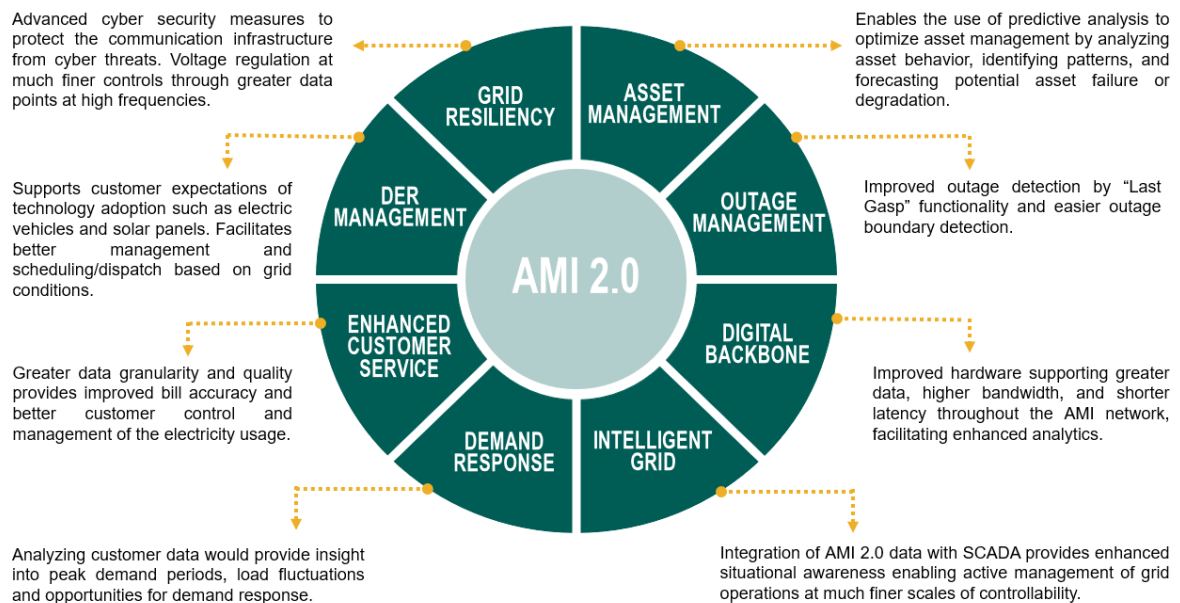 Advanced cyber security measures to
protect the communication infrastructure
from cyber threats. Voltage regulation at
much finer controls through greater data
points at high frequencies.
Enables the use of predictive analysis to
optimize asset management by analyzing
asset behavior, identifying patterns, and
forecasting potential asset failure or
degradation.
GRID
RESILIENCY
ASSET
MANAGEMENT
Supports customer expectations of
technology adoption such as electric
vehicles and solar panels. Facilitates
better management and
scheduling/dispatch based on grid
conditions.
DER
MANAGEMENT
OUTAGE
MANAGEMENT
Improved outage detection by “Last
Gasp” functionality and easier outage
boundary detection.
AMI 2.0
Greater data granularity and quality
provides improved bill accuracy and
better customer control and
management of the electricity usage.
ENHANCED
CUSTOMER
SERVICE
DIGITAL
BACKBONE
Improved hardware supporting greater
data, higher bandwidth, and shorter
latency throughout the AMI network,
facilitating enhanced analytics.
DEMAND
RESPONSE
INTELLIGENT
GRID
Analyzing customer data would provide insight
into peak demand periods, load fluctuations
and opportunities for demand response.
Integration of AMI 2.0 data with SCADA provides enhanced
situational awareness enabling active management of grid
operations at much finer scales of controllability.